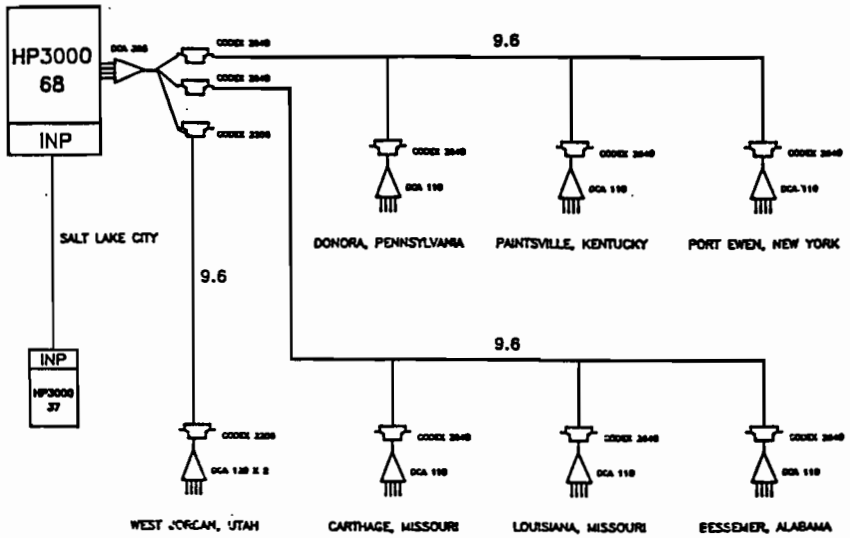 HP3000
68
INP
DCA 355
CODEX 2640
CODEX 2640
CODEX 2200
9.6
CODEX 2640
DCA 110
CODEX 2640
DCA 110
CODEX 2640
DCA 110
SALT LAKE CITY
DONORA, PENNSYLVANIA
PAINTSVILLE, KENTUCKY
PORT EWEN, NEW YORK
9.6
9.6
INP
HP3000
37
CODEX 2200
DCA 120 X 2
CODEX 2640
DCA 110
CODEX 2640
DCA 110
CODEX 2640
DCA 110
WEST JORDAN, UTAH
CARTHAGE, MISSOURI
LOUISIANA, MISSOURI
BESSEMER, ALABAMA